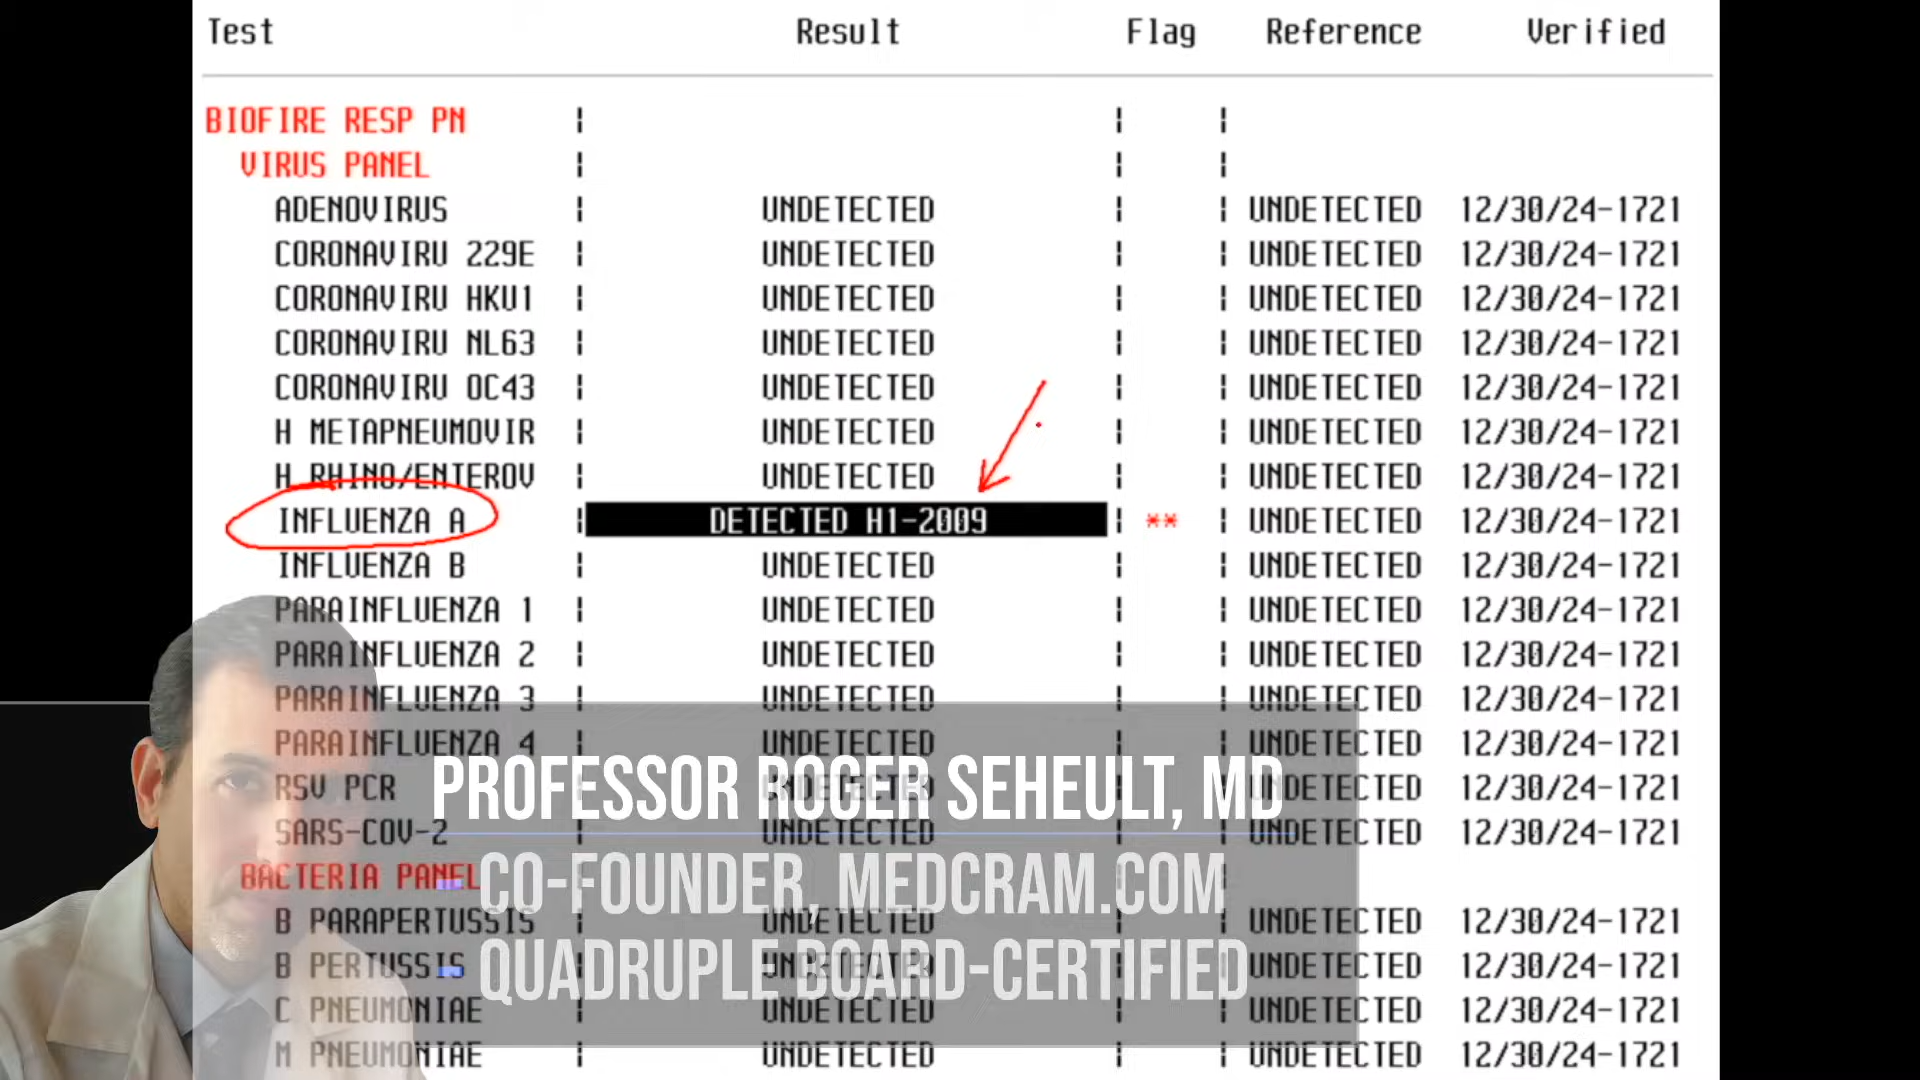 Test Result Flag Reference Verified
BIOFIRE RESP PN
VIRUS PANEL
ADENOVIRUS UNDETECTED UNDETECTED 12/30/24-1721
CORONAVIRU 229E UNDETECTED UNDETECTED 12/30/24-1721
CORONAVIRU HKU1 UNDETECTED UNDETECTED 12/30/24-1721
CORONAVIRU NL63 UNDETECTED UNDETECTED 12/30/24-1721
CORONAVIRU OC43 UNDETECTED UNDETECTED 12/30/24-1721
H METAPNEUMOVIR UNDETECTED UNDETECTED 12/30/24-1721
H RHINO/ENTEROV UNDETECTED UNDETECTED 12/30/24-1721
INFLUENZA A DETECTED H1-2009 ** UNDETECTED 12/30/24-1721
INFLUENZA B UNDETECTED UNDETECTED 12/30/24-1721
PARAINFLUENZA 1 UNDETECTED UNDETECTED 12/30/24-1721
PARAINFLUENZA 2 UNDETECTED UNDETECTED 12/30/24-1721
PARAINFLUENZA 3 UNDETECTED UNDETECTED 12/30/24-1721
PARAINFLUENZA 4 UNDETECTED UNDETECTED 12/30/24-1721
RSV PCR UNDETECTED UNDETECTED 12/30/24-1721
SARS-COV-2 UNDETECTED UNDETECTED 12/30/24-1721
BACTERIA PANEL
B PARAPERTUSSIS UNDETECTED UNDETECTED 12/30/24-1721
B PERTUSSIS UNDETECTED UNDETECTED 12/30/24-1721
C PNEUMONIAE UNDETECTED UNDETECTED 12/30/24-1721
M PNEUMONIAE UNDETECTED UNDETECTED 12/30/24-1721
PROFESSOR ROGER SEHEULT, MD
- CO-FOUNDER, MEDCRAM.COM
- QUADRUPLE BOARD-CERTIFIED